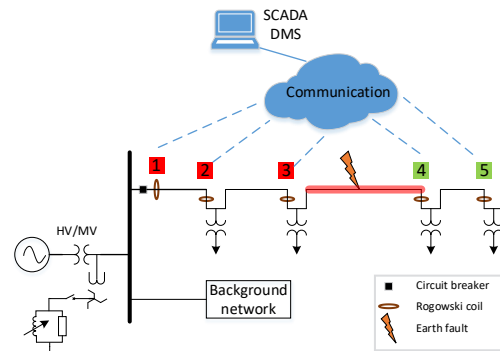 SCADA
DMS
Communication
1
2
3
4
5
HV/MV
Background
network
Circuit breaker
Rogowski coil
Earth fault